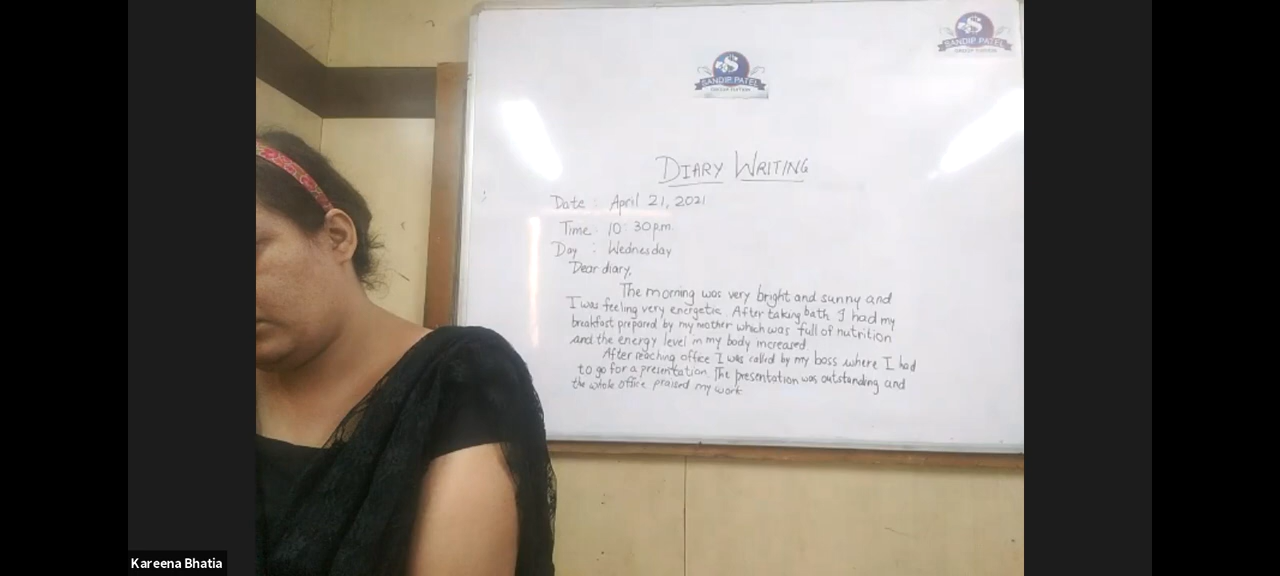 SANDIP PATEL
SANDIP PATEL
DIARY WRITING
Date : April 21, 2021
Time : 10:30 p.m.
Day : Wednesday
Dear diary,
The morning was very bright and sunny and
I was feeling very energetic. After taking bath I had my
breakfast prepared by my mother which was full of nutrition
and the energy level in my body increased.
After reaching office I was called by my boss where I had
to go for a presentation. The presentation was outstanding and
the whole office praised my work
Kareena Bhatia